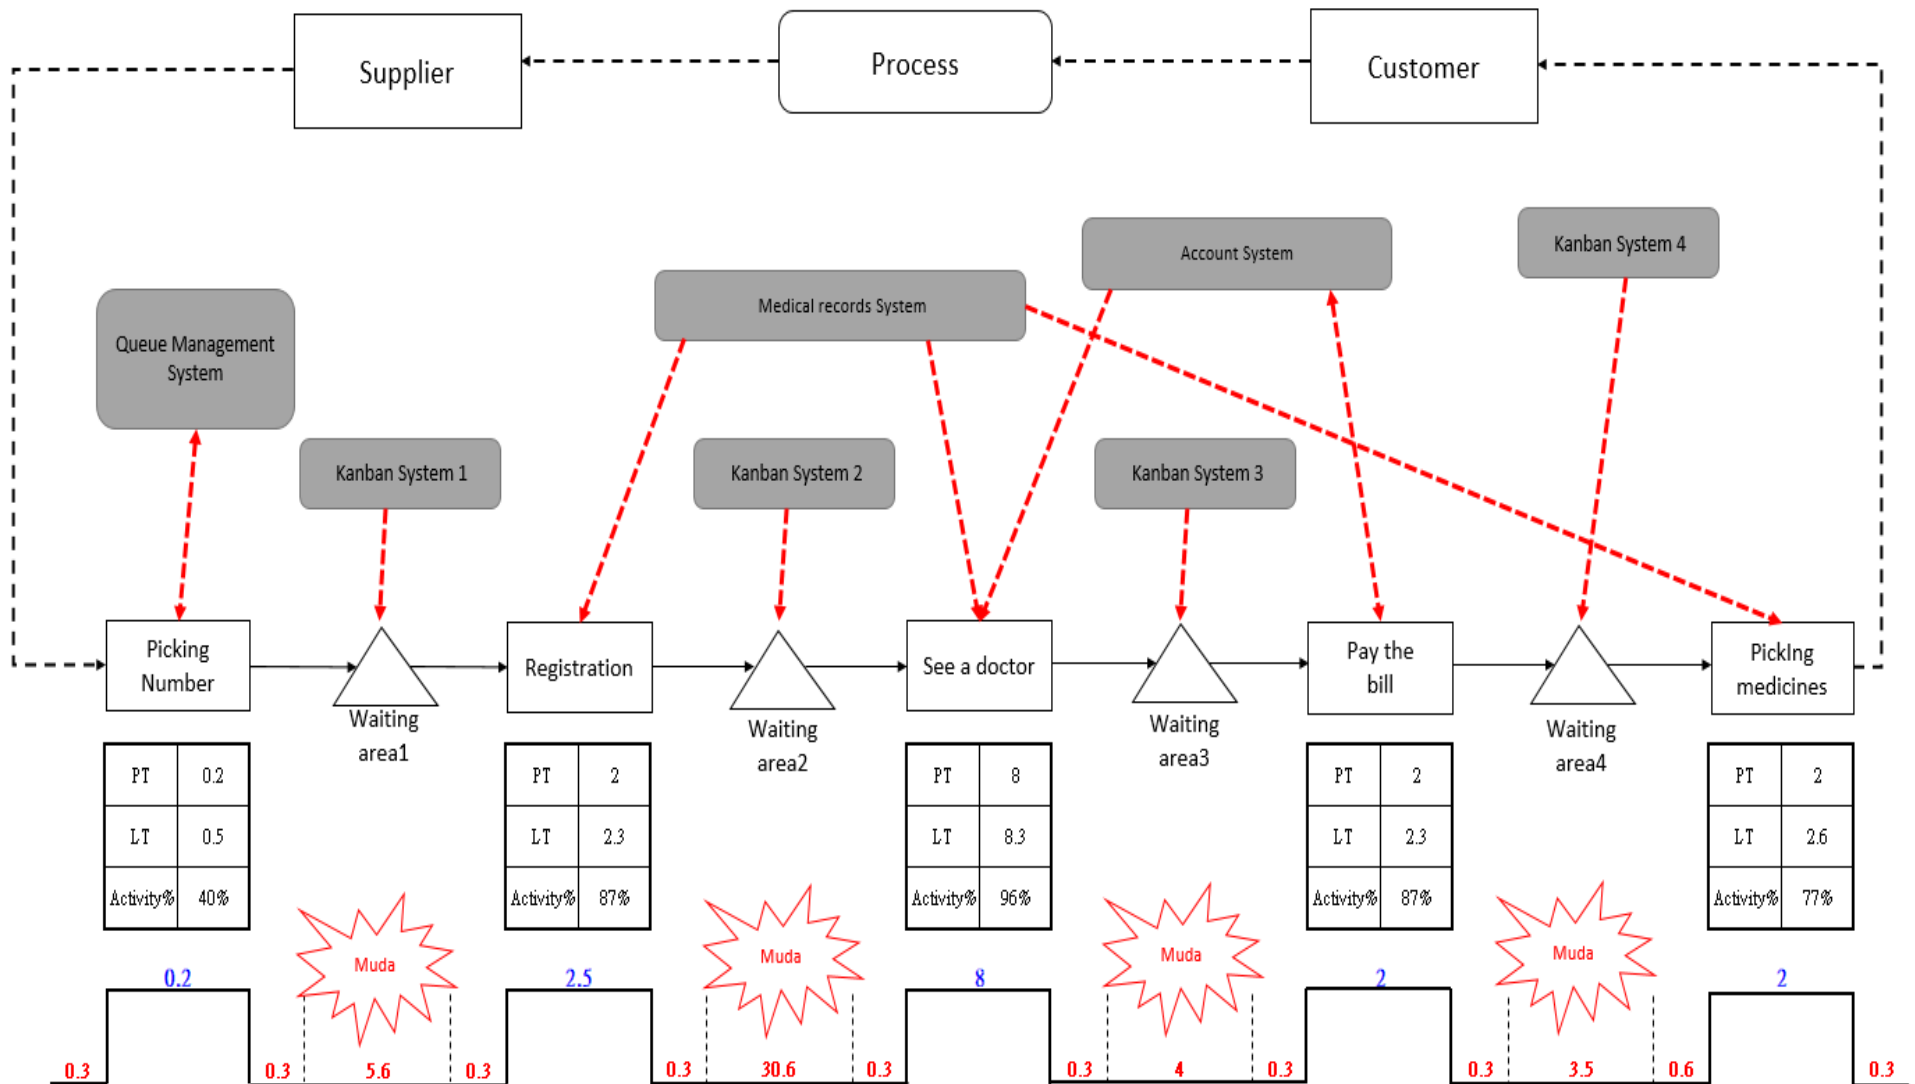 Supplier
Process
Customer
Queue Management
System
Kanban System 1
Medical records System
Kanban System 2
Account System
Kanban System 3
Kanban System 4
Picking
Number
Waiting
area1
Registration
Waiting
area2
See a doctor
Waiting
area3
Pay the
bill
Waiting
area4
PickIng
medicines
PT 0.2
LT 0.5
Activity% 40%
PT 2
LT 2.3
Activity% 87%
PT 8
LT 8.3
Activity% 96%
PT 2
LT 2.3
Activity% 87%
PT 2
LT 2.6
Activity% 77%
Muda
Muda
Muda
Muda
0.2
2.5
8
2
2
0.3 0.3 5.6 0.3 0.3 30.6 0.3 0.3 4 0.3 0.3 3.5 0.6 0.3